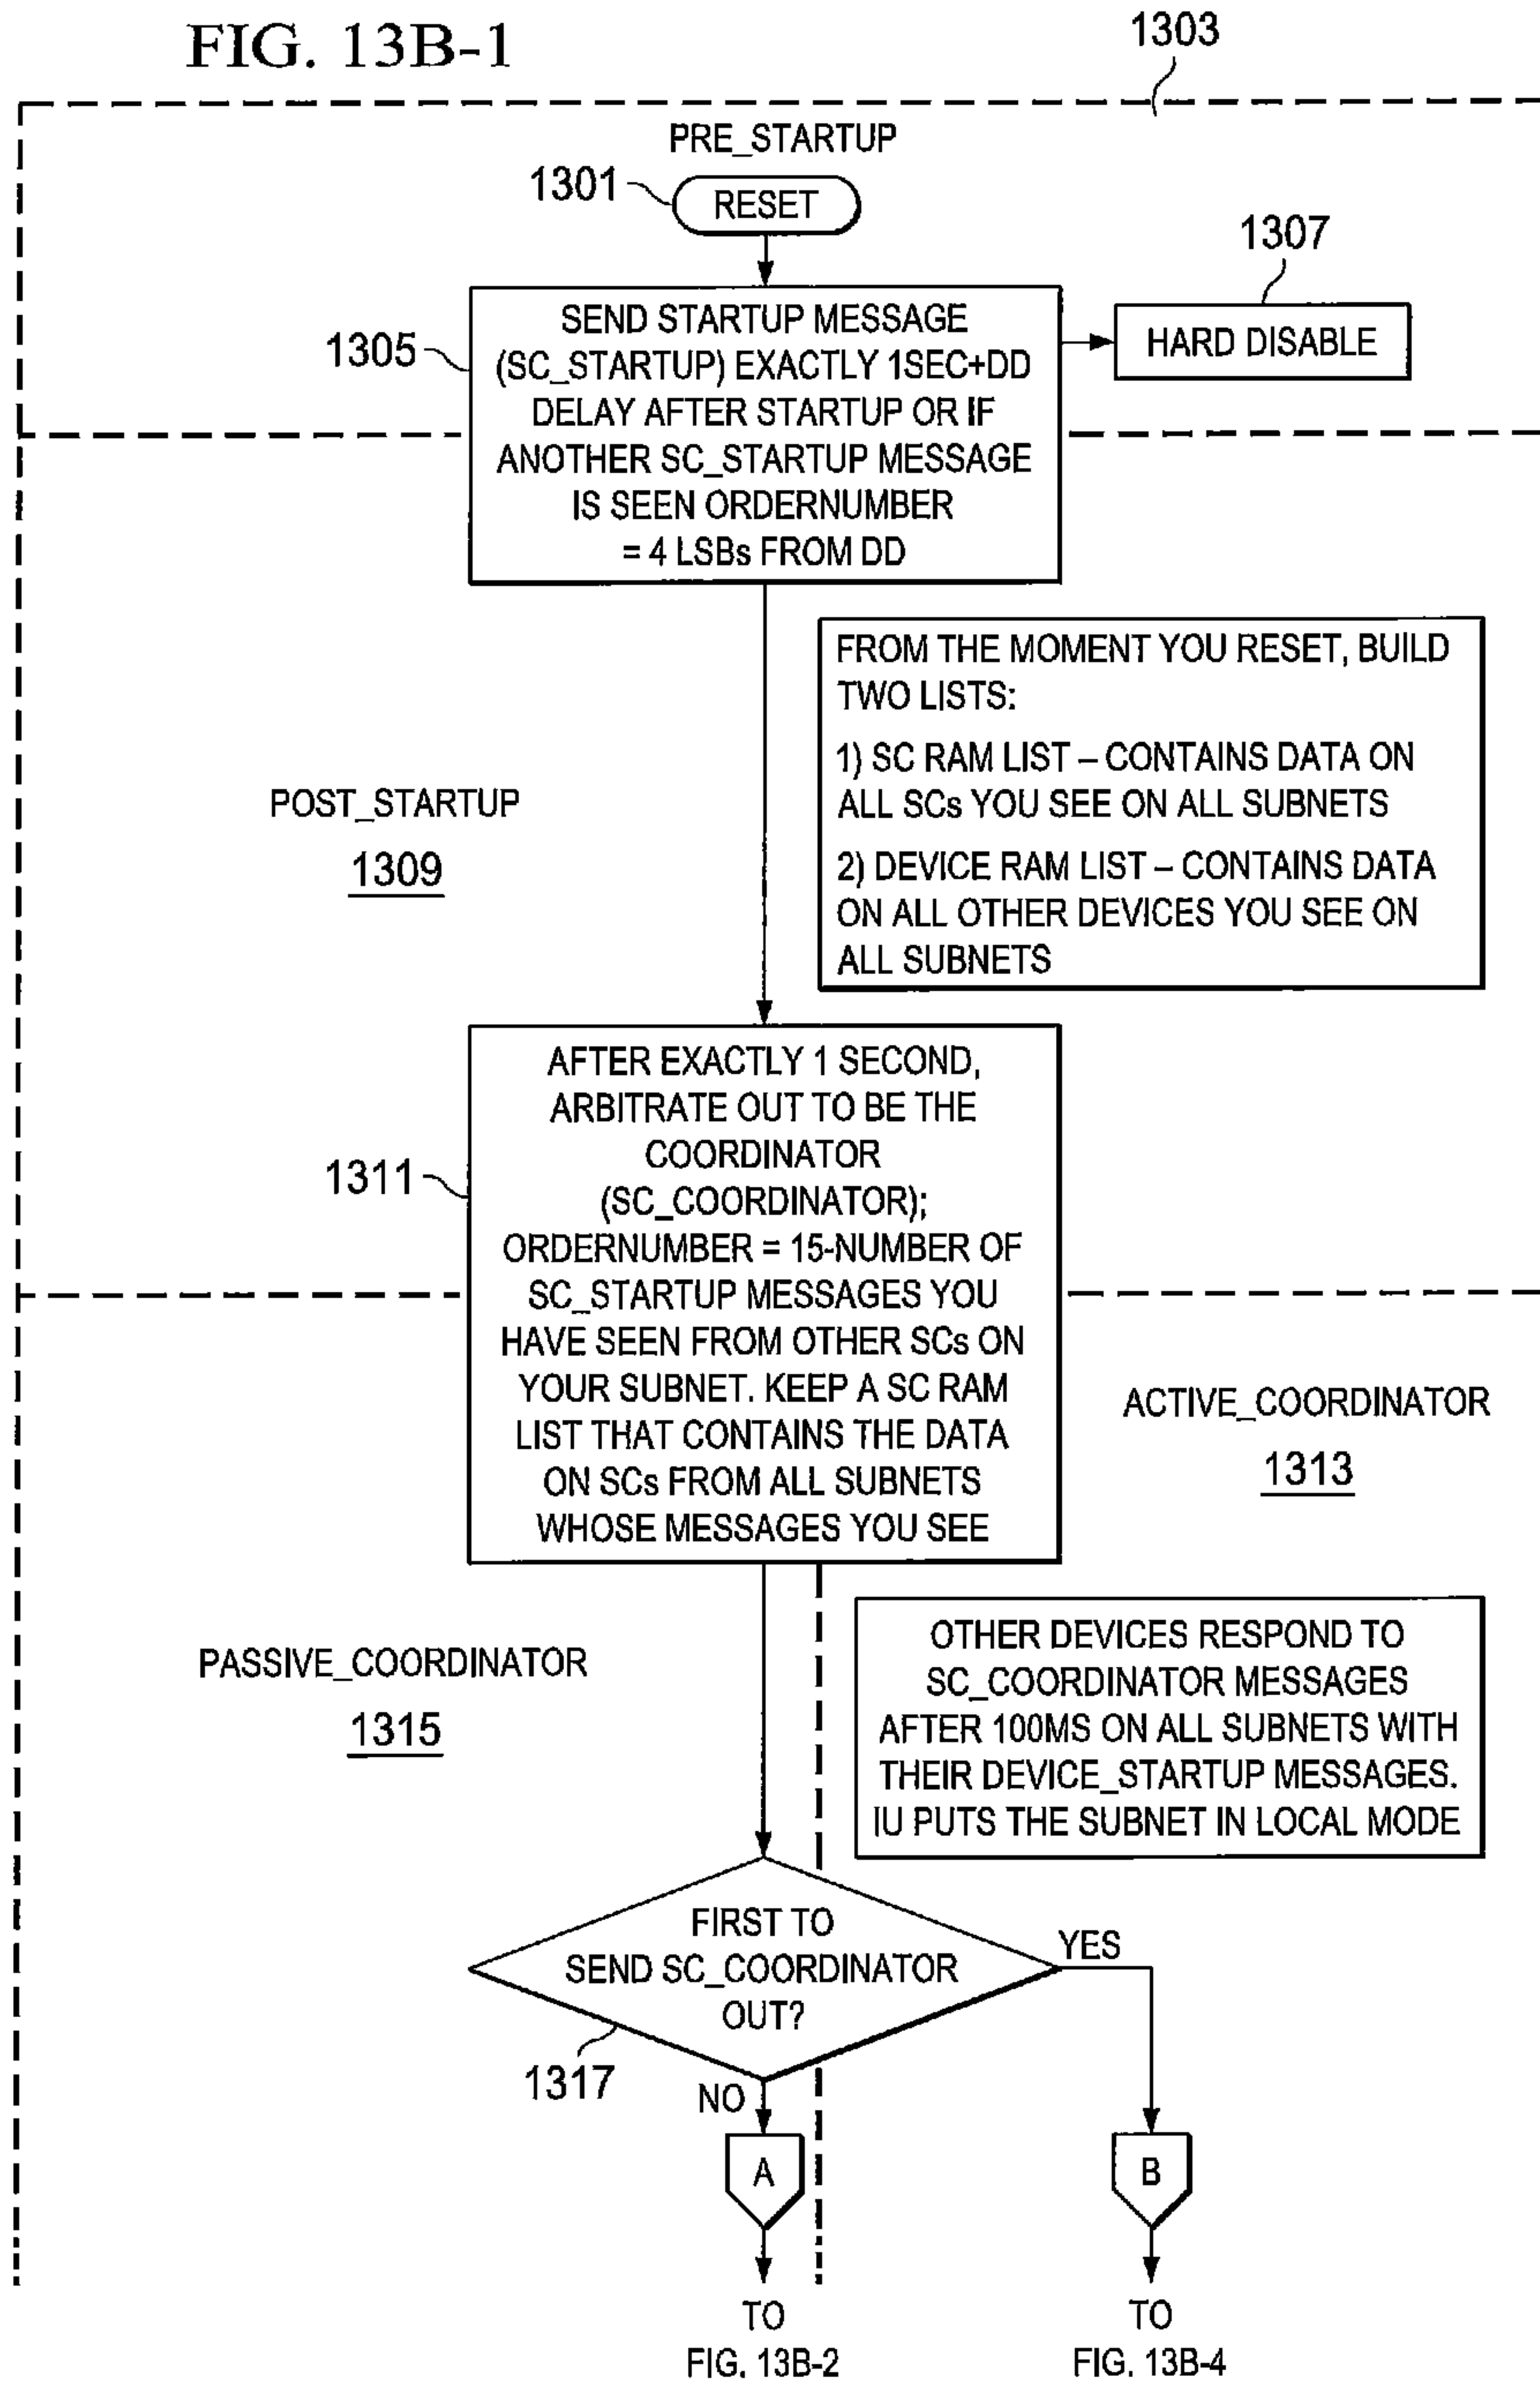 FIG. 13B-1
1303
PRE_STARTUP
1301
RESET
1307
HARD DISABLE
1305
SEND STARTUP MESSAGE
(SC_STARTUP) EXACTLY 1SEC+DD
DELAY AFTER STARTUP OR IF
ANOTHER SC_STARTUP MESSAGE
IS SEEN ORDERNUMBER
= 4 LSBs FROM DD
FROM THE MOMENT YOU RESET, BUILD
TWO LISTS:
1) SC RAM LIST – CONTAINS DATA ON
ALL SCs YOU SEE ON ALL SUBNETS
2) DEVICE RAM LIST – CONTAINS DATA
ON ALL OTHER DEVICES YOU SEE ON
ALL SUBNETS
POST_STARTUP
1309
1311
AFTER EXACTLY 1 SECOND,
ARBITRATE OUT TO BE THE
COORDINATOR
(SC_COORDINATOR);
ORDERNUMBER = 15-NUMBER OF
SC_STARTUP MESSAGES YOU
HAVE SEEN FROM OTHER SCs ON
YOUR SUBNET. KEEP A SC RAM
LIST THAT CONTAINS THE DATA
ON SCs FROM ALL SUBNETS
WHOSE MESSAGES YOU SEE
ACTIVE_COORDINATOR
1313
PASSIVE_COORDINATOR
1315
OTHER DEVICES RESPOND TO
SC_COORDINATOR MESSAGES
AFTER 100MS ON ALL SUBNETS WITH
THEIR DEVICE_STARTUP MESSAGES.
IU PUTS THE SUBNET IN LOCAL MODE
FIRST TO
SEND SC_COORDINATOR
OUT?
YES
1317
NO
A
B
TO
FIG. 13B-2
TO
FIG. 13B-4